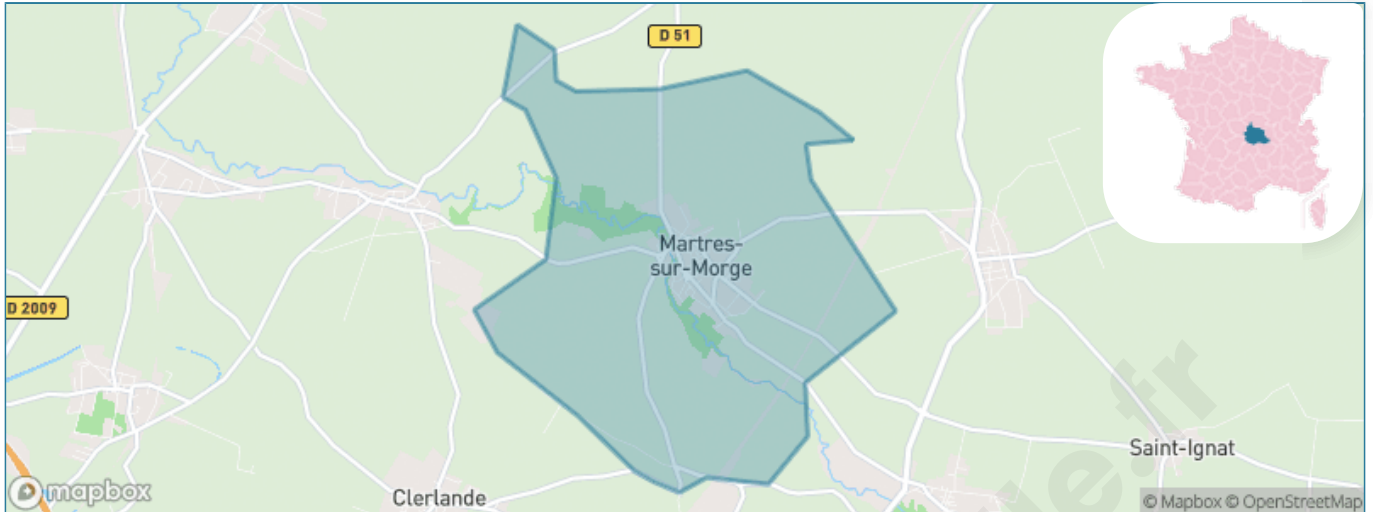 D 51
Martres-
sur-Morge
D 2009
Saint-Ignat
Clerlande
mapbox
© Mapbox © OpenStreetMap